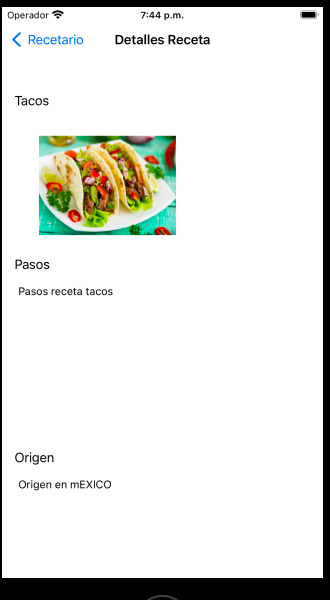 Operador 7:44 p.m.
Recetario Detalles Receta
Tacos
Pasos
Pasos receta tacos
Origen
Origen en mEXICO